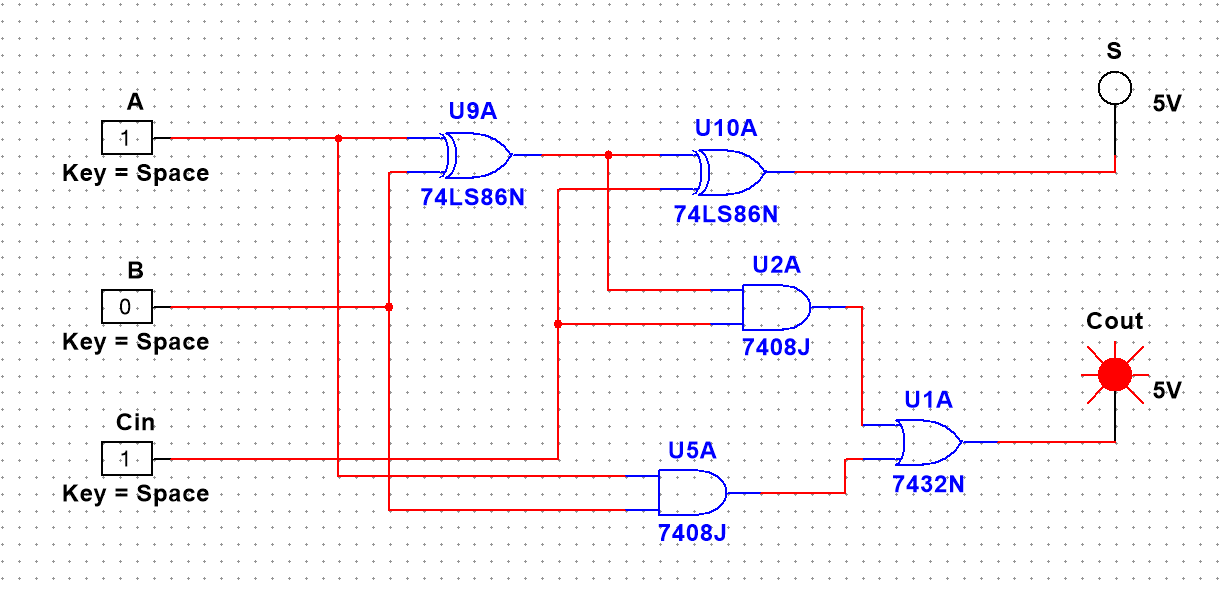 S
5V
A
1
Key = Space
U9A
74LS86N
U10A
74LS86N
B
0
Key = Space
U2A
7408J
Cout
5V
Cin
1
Key = Space
U5A
7408J
U1A
7432N